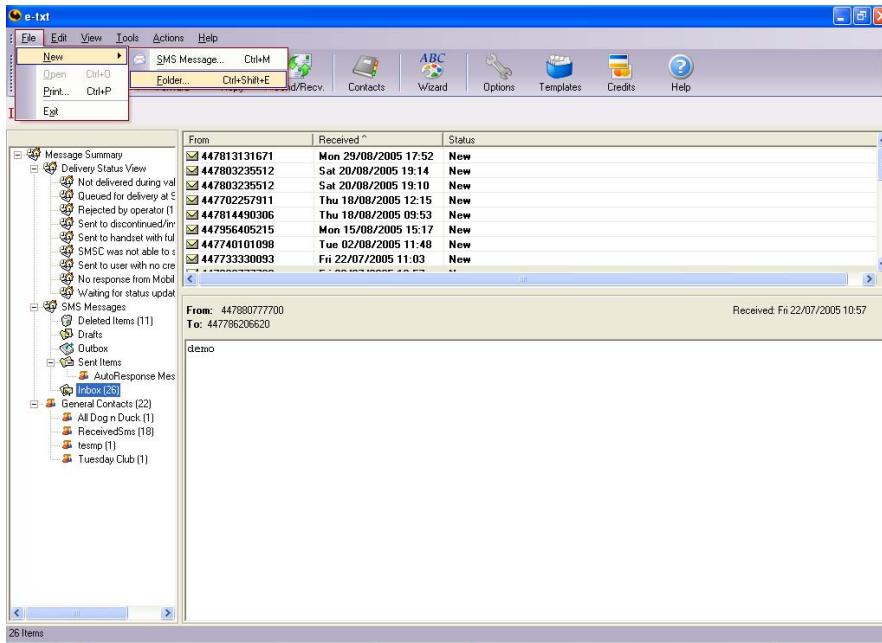 e-txt
File Edit View Tools Actions Help
New
SMS Message... Ctrl+M
Open Ctrl+O
Folder... Ctrl+Shift+E
Print... Ctrl+P
Exit
Contacts
ABC
Wizard
Options
Templates
Credits
Help
From Received ^ Status
447813131671 Mon 29/08/2005 17:52 New
447803235512 Sat 20/08/2005 19:14 New
447803235512 Sat 20/08/2005 19:10 New
447702257911 Thu 18/08/2005 12:15 New
447814490306 Thu 18/08/2005 09:53 New
447956405215 Mon 15/08/2005 15:17 New
447740101098 Tue 02/08/2005 11:48 New
447733330093 Fri 22/07/2005 11:03 New
Message Summary
Delivery Status View
Not delivered during val
Queued for delivery at S
Rejected by operator (1
Sent to discontinued/in
Sent to handset with ful
SMSC was not able to s
Sent to user with no cre
No response from Mobil
Waiting for status updat
SMS Messages
Deleted Items (11)
Drafts
Outbox
Sent Items
AutoResponse Mes
Inbox (26)
General Contacts (22)
All Dog n Duck (1)
ReceivedSms (18)
tesmp (1)
Tuesday Club (1)
From: 447880777700 Received: Fri 22/07/2005 10:57
To: 447786206620
demo
26 Items